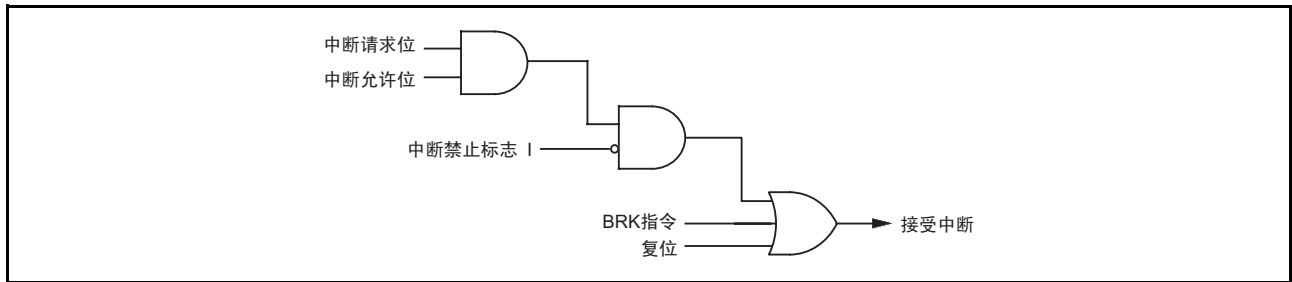 中断请求位
中断允许位
中断禁止标志 I
BRK指令
接受中断
复位